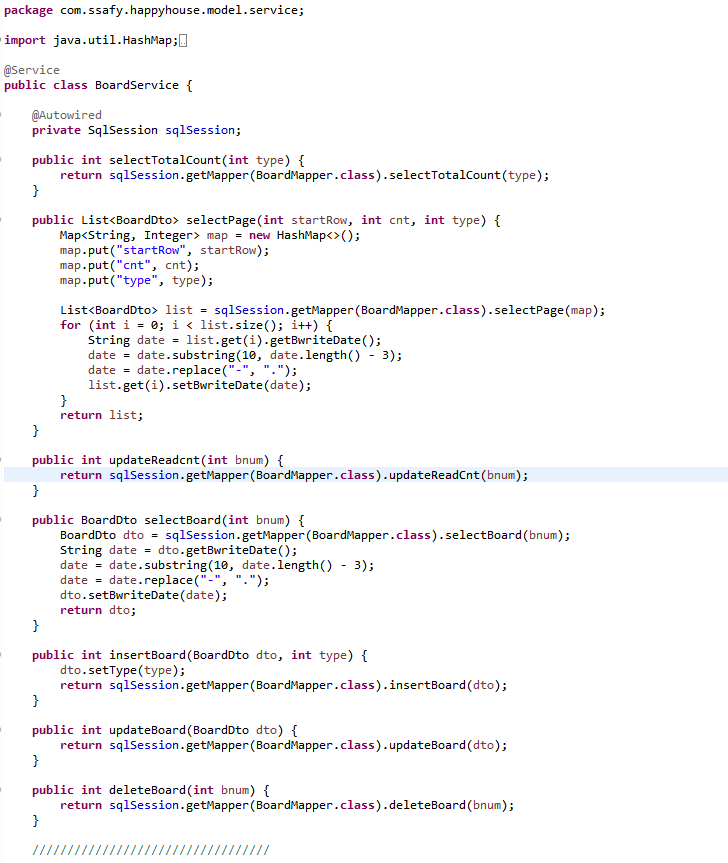 package com.ssafy.happyhouse.model.service;
import java.util.HashMap;
@Service
public class BoardService {
@Autowired
private SqlSession sqlSession;
public int selectTotalCount(int type) {
return sqlSession.getMapper(BoardMapper.class).selectTotalCount(type);
}
public List<BoardDto> selectPage(int startRow, int cnt, int type) {
Map<String, Integer> map = new HashMap<>();
map.put("startRow", startRow);
map.put("cnt", cnt);
map.put("type", type);
List<BoardDto> list = sqlSession.getMapper(BoardMapper.class).selectPage(map);
for (int i = 0; i < list.size(); i++) {
String date = list.get(i).getBwriteDate();
date = date.substring(10, date.length() - 3);
date = date.replace("-", ".");
list.get(i).setBwriteDate(date);
}
return list;
}
public int updateReadcnt(int bnum) {
return sqlSession.getMapper(BoardMapper.class).updateReadCnt(bnum);
}
public BoardDto selectBoard(int bnum) {
BoardDto dto = sqlSession.getMapper(BoardMapper.class).selectBoard(bnum);
String date = dto.getBwriteDate();
date = date.substring(10, date.length() - 3);
date = date.replace("-", ".");
dto.setBwriteDate(date);
return dto;
}
public int insertBoard(BoardDto dto, int type) {
dto.setType(type);
return sqlSession.getMapper(BoardMapper.class).insertBoard(dto);
}
public int updateBoard(BoardDto dto) {
return sqlSession.getMapper(BoardMapper.class).updateBoard(dto);
}
public int deleteBoard(int bnum) {
return sqlSession.getMapper(BoardMapper.class).deleteBoard(bnum);
}
//////////////////////////////////